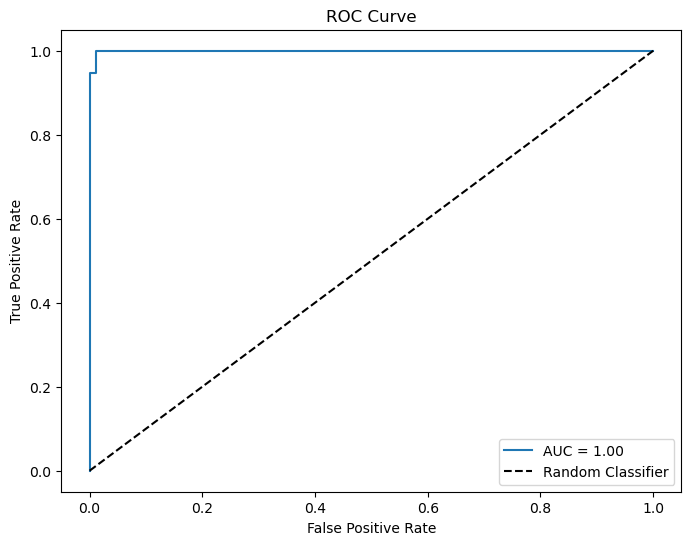 ROC Curve
1.0
0.8
0.6
0.4
0.2
0.0
True Positive Rate
AUC = 1.00
Random Classifier
0.0 0.2 0.4 0.6 0.8 1.0
False Positive Rate